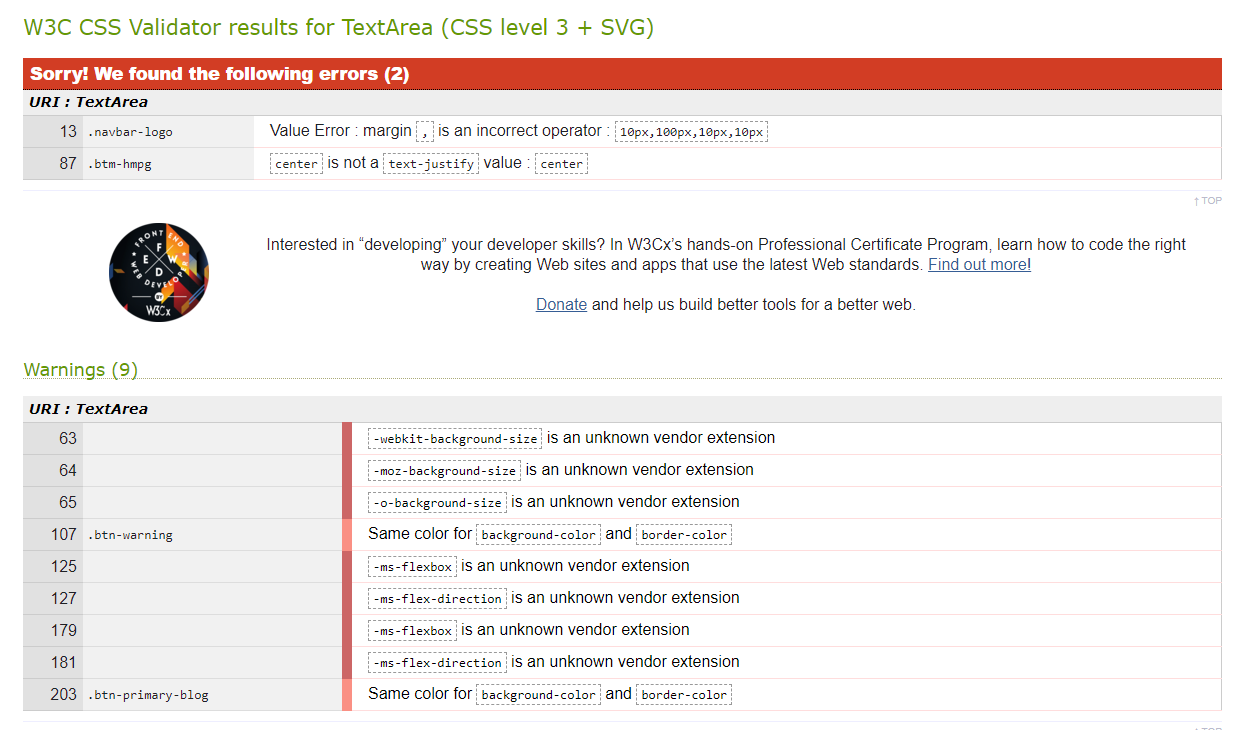 W3C CSS Validator results for TextArea (CSS level 3 + SVG)
Sorry! We found the following errors (2)
URI : TextArea
13 .navbar-logo Value Error : margin , is an incorrect operator : 10px,100px,10px,10px
87 .btm-hmpg center is not a text-justify value : center
↑ TOP
FRONT END
F
E W
D
WEB DEVELOPER
BY
W3Cx
Interested in “developing” your developer skills? In W3Cx’s hands-on Professional Certificate Program, learn how to code the right
way by creating Web sites and apps that use the latest Web standards. Find out more!
Donate and help us build better tools for a better web.
Warnings (9)
URI : TextArea
63 -webkit-background-size is an unknown vendor extension
64 -moz-background-size is an unknown vendor extension
65 -o-background-size is an unknown vendor extension
107 .btn-warning Same color for background-color and border-color
125 -ms-flexbox is an unknown vendor extension
127 -ms-flex-direction is an unknown vendor extension
179 -ms-flexbox is an unknown vendor extension
181 -ms-flex-direction is an unknown vendor extension
203 .btn-primary-blog Same color for background-color and border-color
↑ TOP